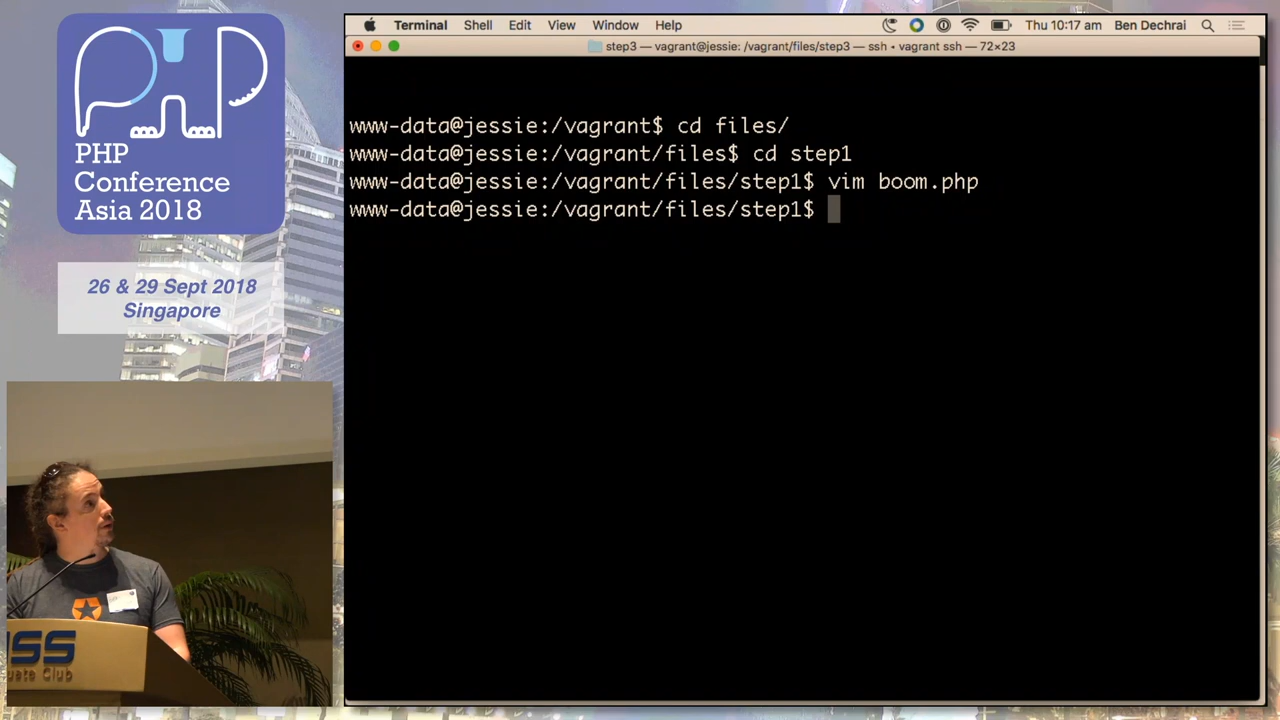 PHP
PHP
Conference
Asia 2018
26 & 29 Sept 2018
Singapore
Terminal Shell Edit View Window Help Thu 10:17 am Ben Dechrai
step3 — vagrant@jessie: /vagrant/files/step3 — ssh • vagrant ssh — 72×23
www-data@jessie:/vagrant$ cd files/
www-data@jessie:/vagrant/files$ cd step1
www-data@jessie:/vagrant/files/step1$ vim boom.php
www-data@jessie:/vagrant/files/step1$